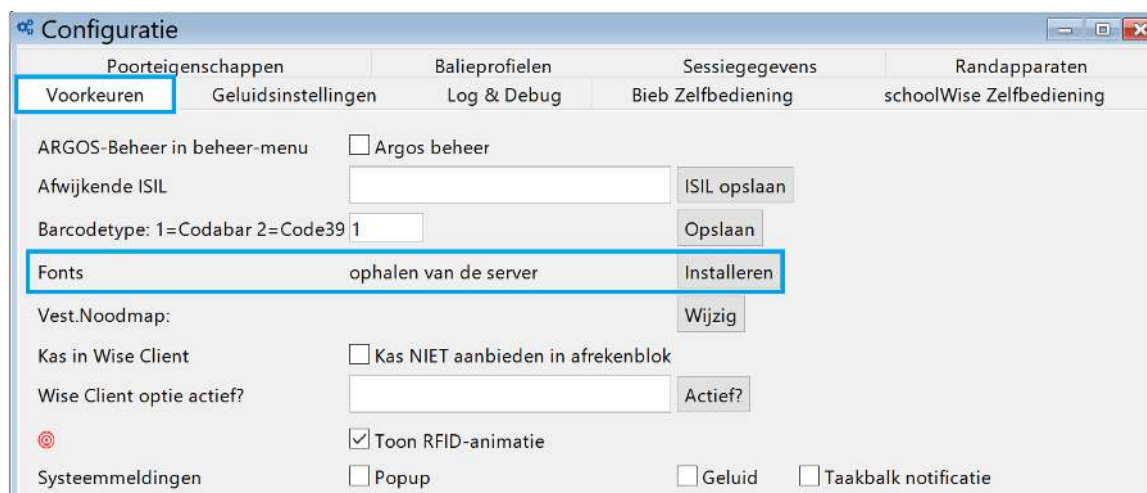 Configuratie
Poorteigenschappen Balieprofielen Sessiegegevens Randapparaten
Voorkeuren Geluidsinstellingen Log & Debug Bieb Zelfbediening schoolWise Zelfbediening
ARGOS-Beheer in beheer-menu Argos beheer
Afwijkende ISIL ISIL opslaan
Barcodetype: 1=Codabar 2=Code39 1 Opslaan
Fonts ophalen van de server Installeren
Vest.Noodmap: Wijzig
Kas in Wise Client Kas NIET aanbieden in afrekenblok
Wise Client optie actief? Actief?
Toon RFID-animatie
Systeemmeldingen Popup Geluid Taakbalk notificatie